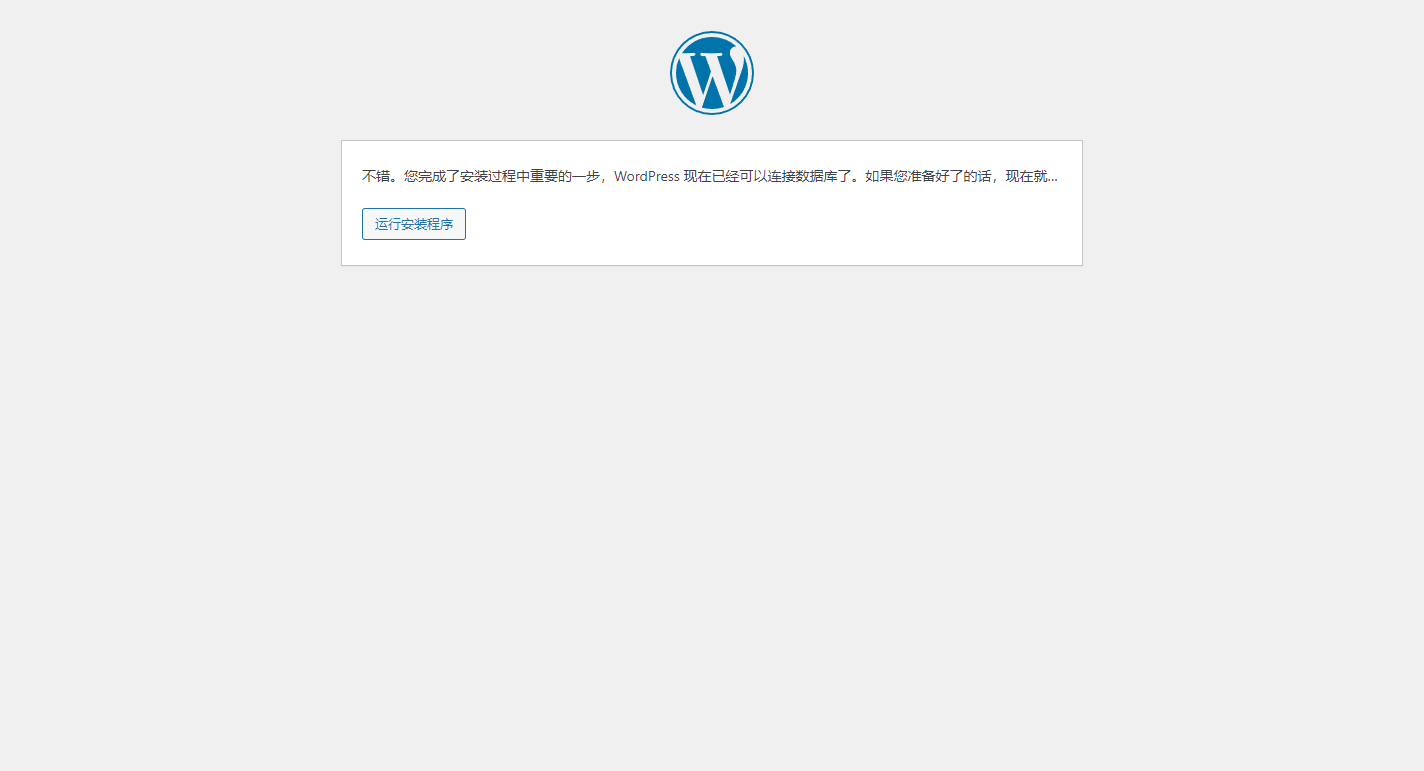 不错。您完成了安装过程中重要的一步，WordPress 现在已经可以连接数据库了。如果您准备好了的话，现在就…
运行安装程序